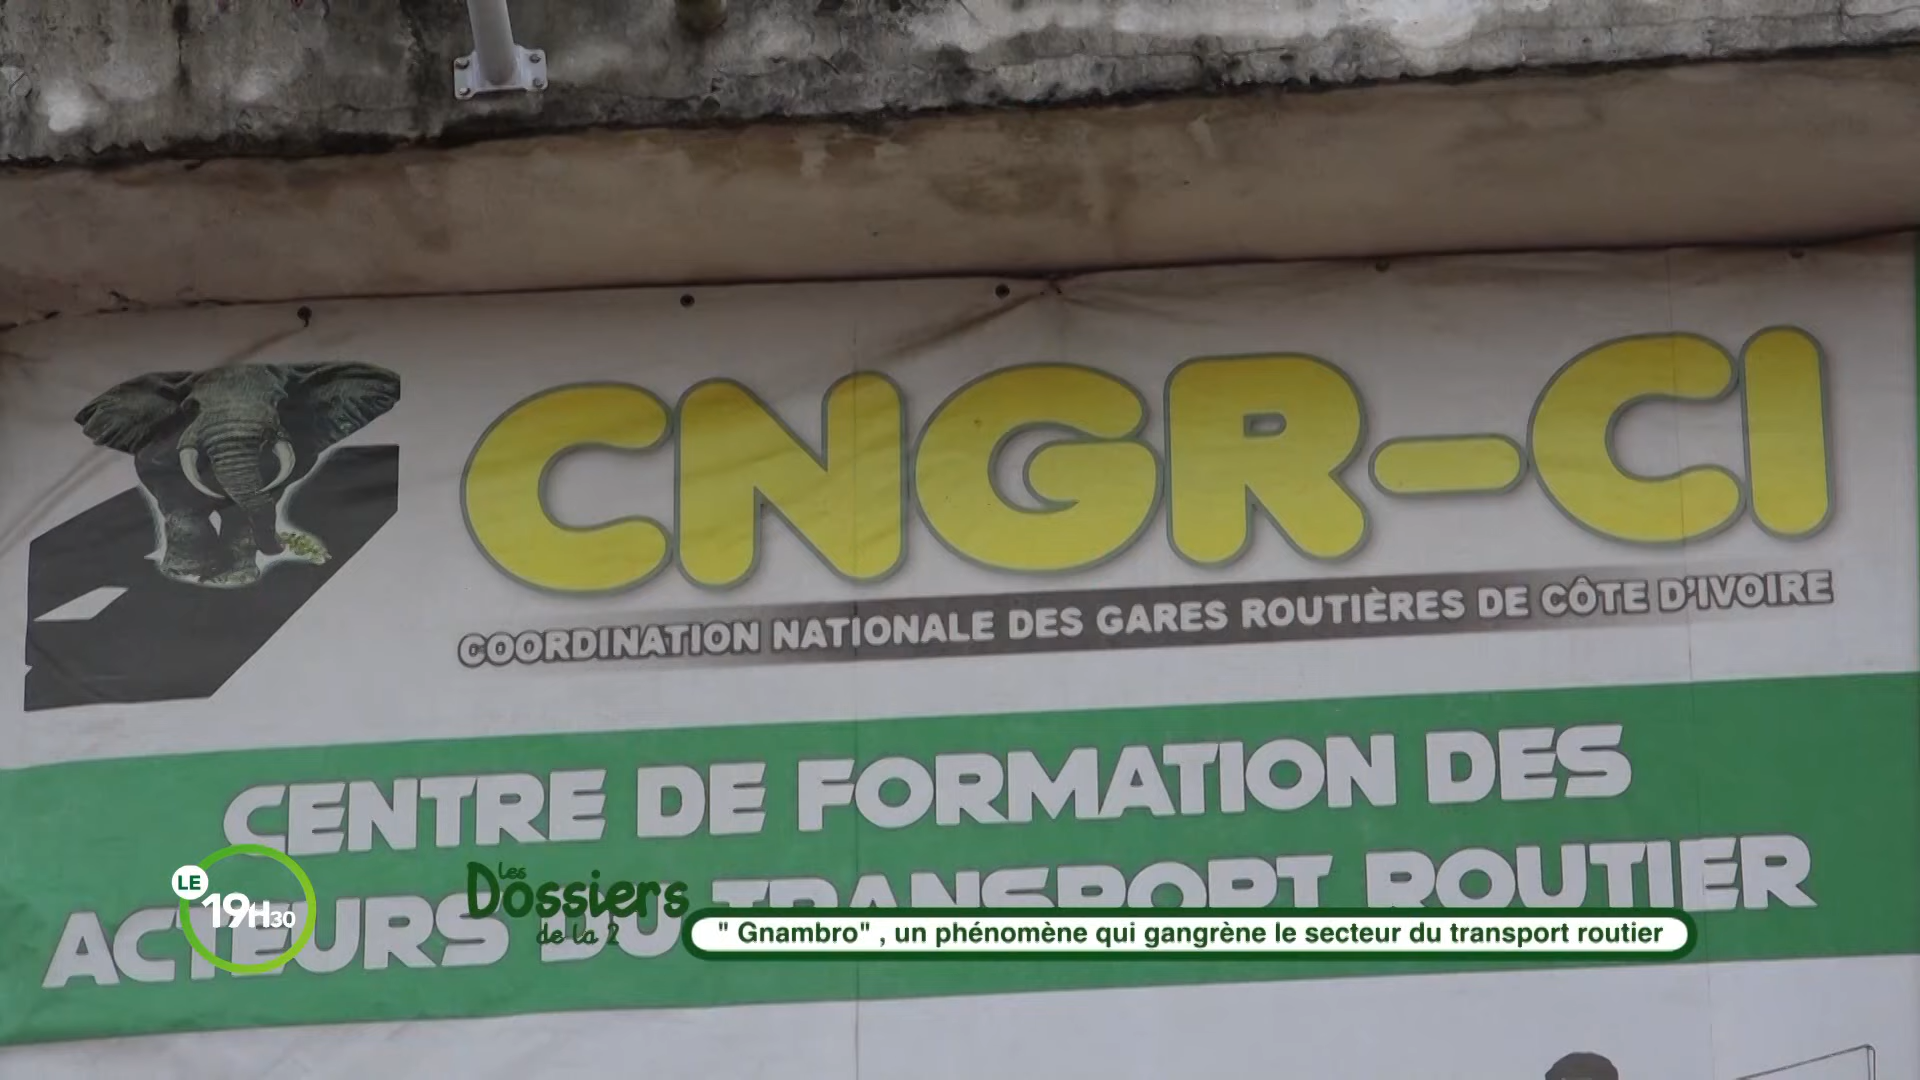 CNGR-CI
COORDINATION NATIONALE DES GARES ROUTIÈRES DE CÔTE D'IVOIRE
CENTRE DE FORMATION DES
ACTEURS DU TRANSPORT ROUTIER
LE
19H30
Les
Dossiers
de la 2
" Gnambro" , un phénomène qui gangrène le secteur du transport routier